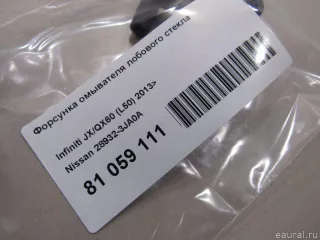 Форсунка омывателя лобового стекла
Infiniti JX/QX60 (L50) 2013>
Nissan 28932-3JA0A
81 059 111
eaural.ru